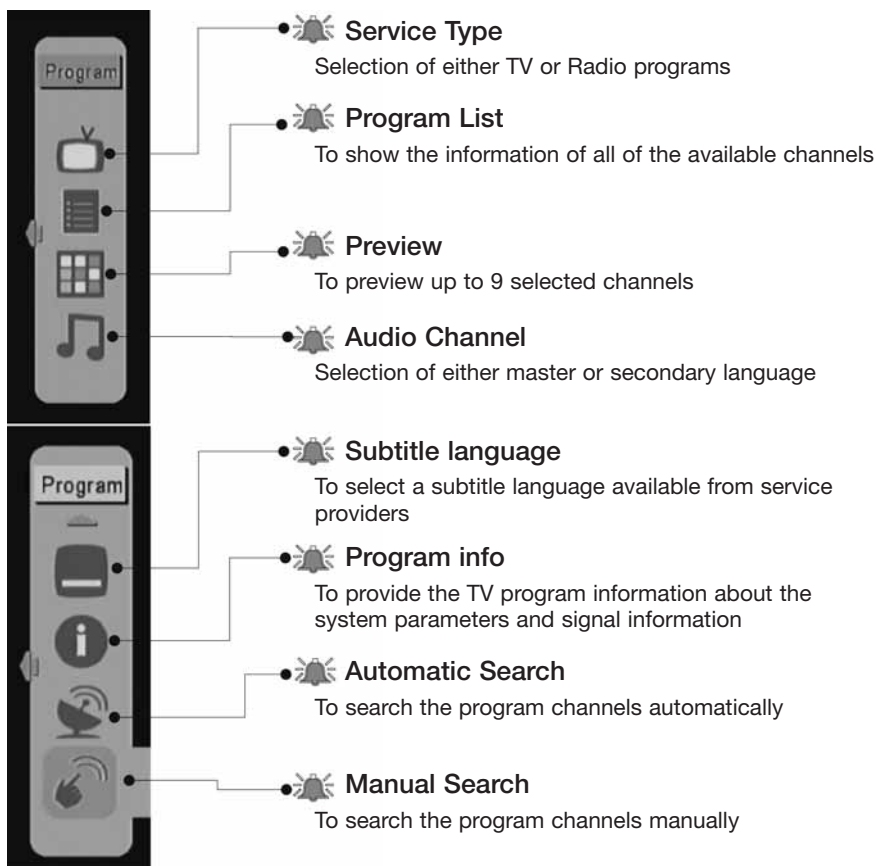 Program
Service Type
Selection of either TV or Radio programs
Program List
To show the information of all of the available channels
Preview
To preview up to 9 selected channels
Audio Channel
Selection of either master or secondary language
Program
Subtitle language
To select a subtitle language available from service
providers
Program info
To provide the TV program information about the
system parameters and signal information
Automatic Search
To search the program channels automatically
Manual Search
To search the program channels manually